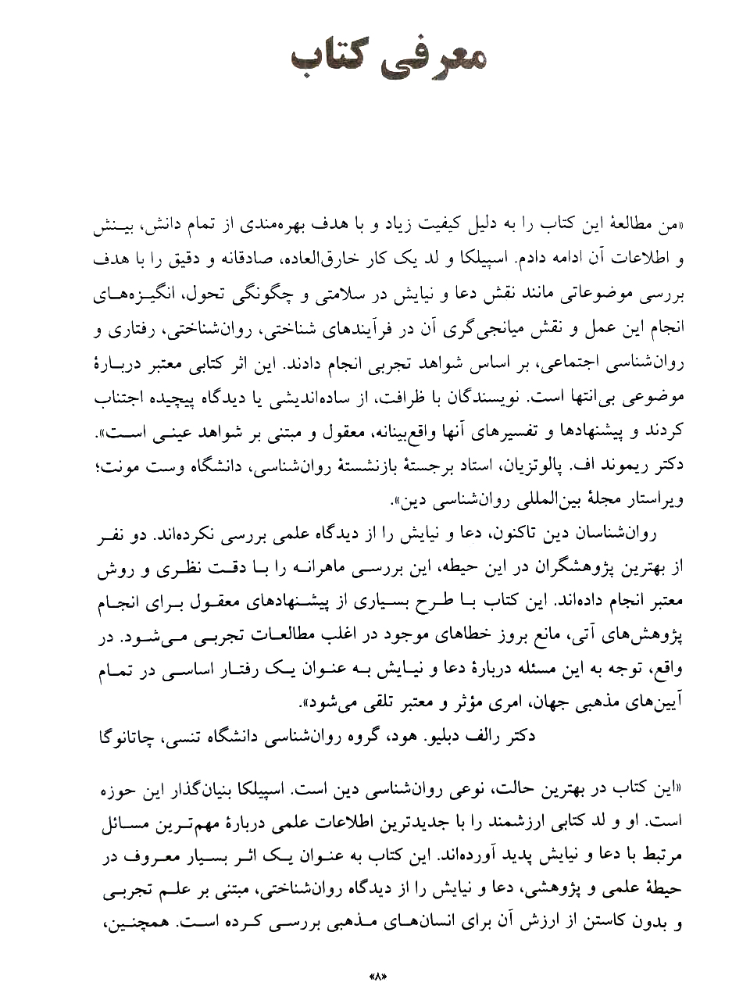 معرفی کتاب
«من مطالعهٔ این کتاب را به دلیل کیفیت زیاد و با هدف بهره‌مندی از تمام دانش، بینش
و اطلاعات آن ادامه دادم. اسپیلکا و لد یک کار خارق‌العاده، صادقانه و دقیق را با هدف
بررسی موضوعاتی مانند نقش دعا و نیایش در سلامتی و چگونگی تحول، انگیزه‌های
انجام این عمل و نقش میانجی‌گری آن در فرآیندهای شناختی، روان‌شناختی، رفتاری و
روان‌شناسی اجتماعی، بر اساس شواهد تجربی انجام دادند. این اثر کتابی معتبر دربارهٔ
موضوعی بی‌انتها است. نویسندگان با ظرافت، از ساده‌اندیشی یا دیدگاه پیچیده اجتناب
کردند و پیشنهادها و تفسیرهای آنها واقع‌بینانه، معقول و مبتنی بر شواهد عینی است».
دکتر ریموند اف. پالوتزیان، استاد برجستهٔ بازنشستهٔ روان‌شناسی، دانشگاه وست مونت؛
ویراستار مجلهٔ بین‌المللی روان‌شناسی دین».
روان‌شناسان دین تاکنون، دعا و نیایش را از دیدگاه علمی بررسی نکرده‌اند. دو نفر
از بهترین پژوهشگران در این حیطه، این بررسی ماهرانه را با دقت نظری و روش
معتبر انجام داده‌اند. این کتاب با طرح بسیاری از پیشنهادهای معقول برای انجام
پژوهش‌های آتی، مانع بروز خطاهای موجود در اغلب مطالعات تجربی می‌شود. در
واقع، توجه به این مسئله دربارهٔ دعا و نیایش به عنوان یک رفتار اساسی در تمام
آیین‌های مذهبی جهان، امری مؤثر و معتبر تلقی می‌شود».
دکتر رالف دبلیو. هود، گروه روان‌شناسی دانشگاه تنسی، چاتانوگا
«این کتاب در بهترین حالت، نوعی روان‌شناسی دین است. اسپیلکا بنیان‌گذار این حوزه
است. او و لد کتابی ارزشمند را با جدیدترین اطلاعات علمی دربارهٔ مهم‌ترین مسائل
مرتبط با دعا و نیایش پدید آورده‌اند. این کتاب به عنوان یک اثر بسیار معروف در
حیطهٔ علمی و پژوهشی، دعا و نیایش را از دیدگاه روان‌شناختی، مبتنی بر علم تجربی
و بدون کاستن از ارزش آن برای انسان‌های مذهبی بررسی کرده است. همچنین،
«۸»